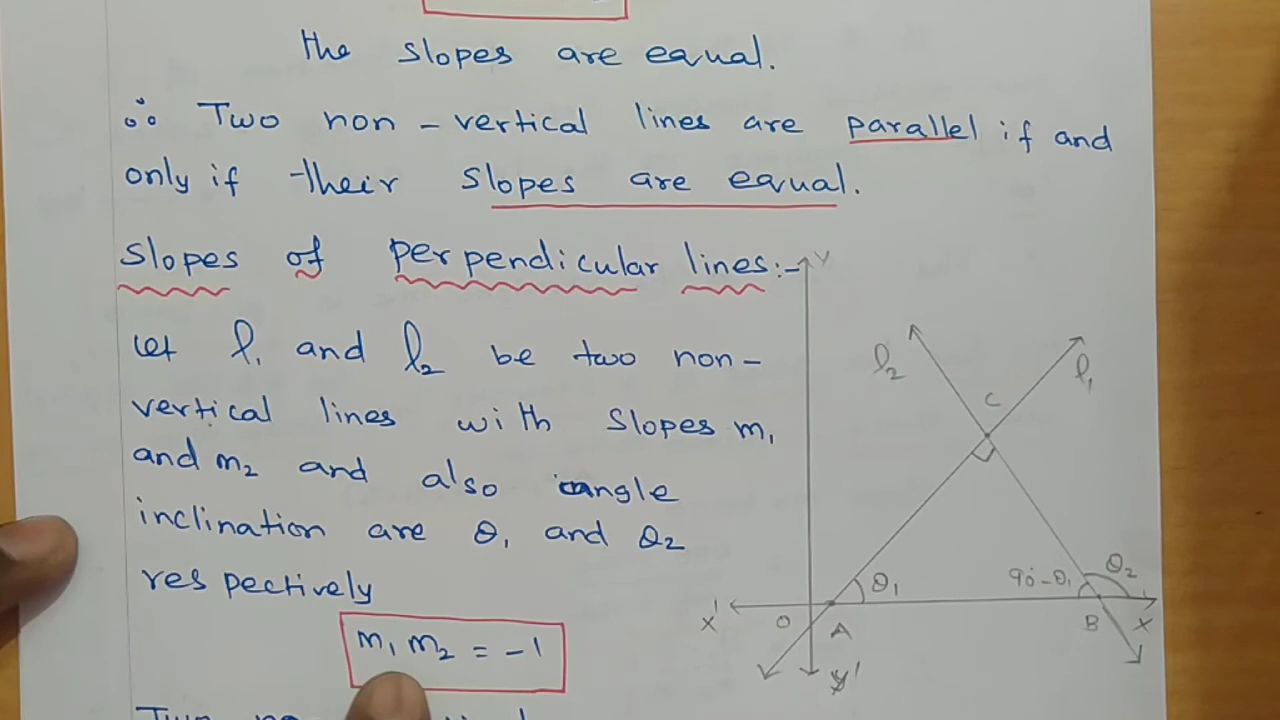 the slopes are equal.
∴ Two non-vertical lines are parallel if and
only if their slopes are equal.
Slopes of perpendicular lines:-
Let l₁ and l₂ be two non-
vertical lines with slopes m₁
and m₂ and also angle
inclination are θ₁ and θ₂
respectively
m₁ m₂ = -1
Y
l₂
l₁
C
θ₁
90°-θ₁
θ₂
X'
O
A
B
X
y'